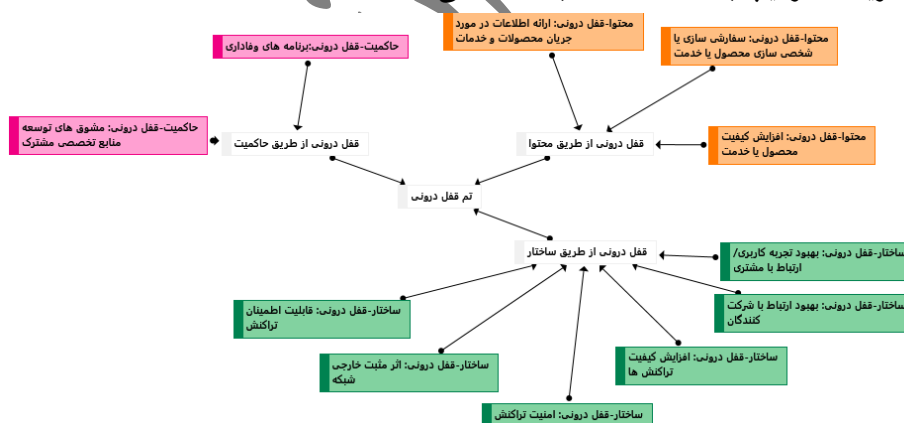 محتوا-قفل درونی: ارائه اطلاعات در مورد
جریان محصولات و خدمات
محتوا-قفل درونی: سفارشی سازی یا
شخصی سازی محصول یا خدمت
حاکمیت-قفل درونی:برنامه های وفاداری
حاکمیت-قفل درونی: مشوق های توسعه
منابع تخصصی مشترک
قفل درونی از طریق حاکمیت
قفل درونی از طریق محتوا
محتوا-قفل درونی: افزایش کیفیت
محصول یا خدمت
تم قفل درونی
قفل درونی از طریق ساختار
ساختار-قفل درونی: بهبود تجربه کاربری/
ارتباط با مشتری
ساختار-قفل درونی: بهبود ارتباط با شرکت
کنندگان
ساختار-قفل درونی: قابلیت اطمینان
تراکنش
ساختار-قفل درونی: افزایش کیفیت
تراکنش ها
ساختار-قفل درونی: اثر مثبت خارجی
شبکه
ساختار-قفل درونی: امنیت تراکنش